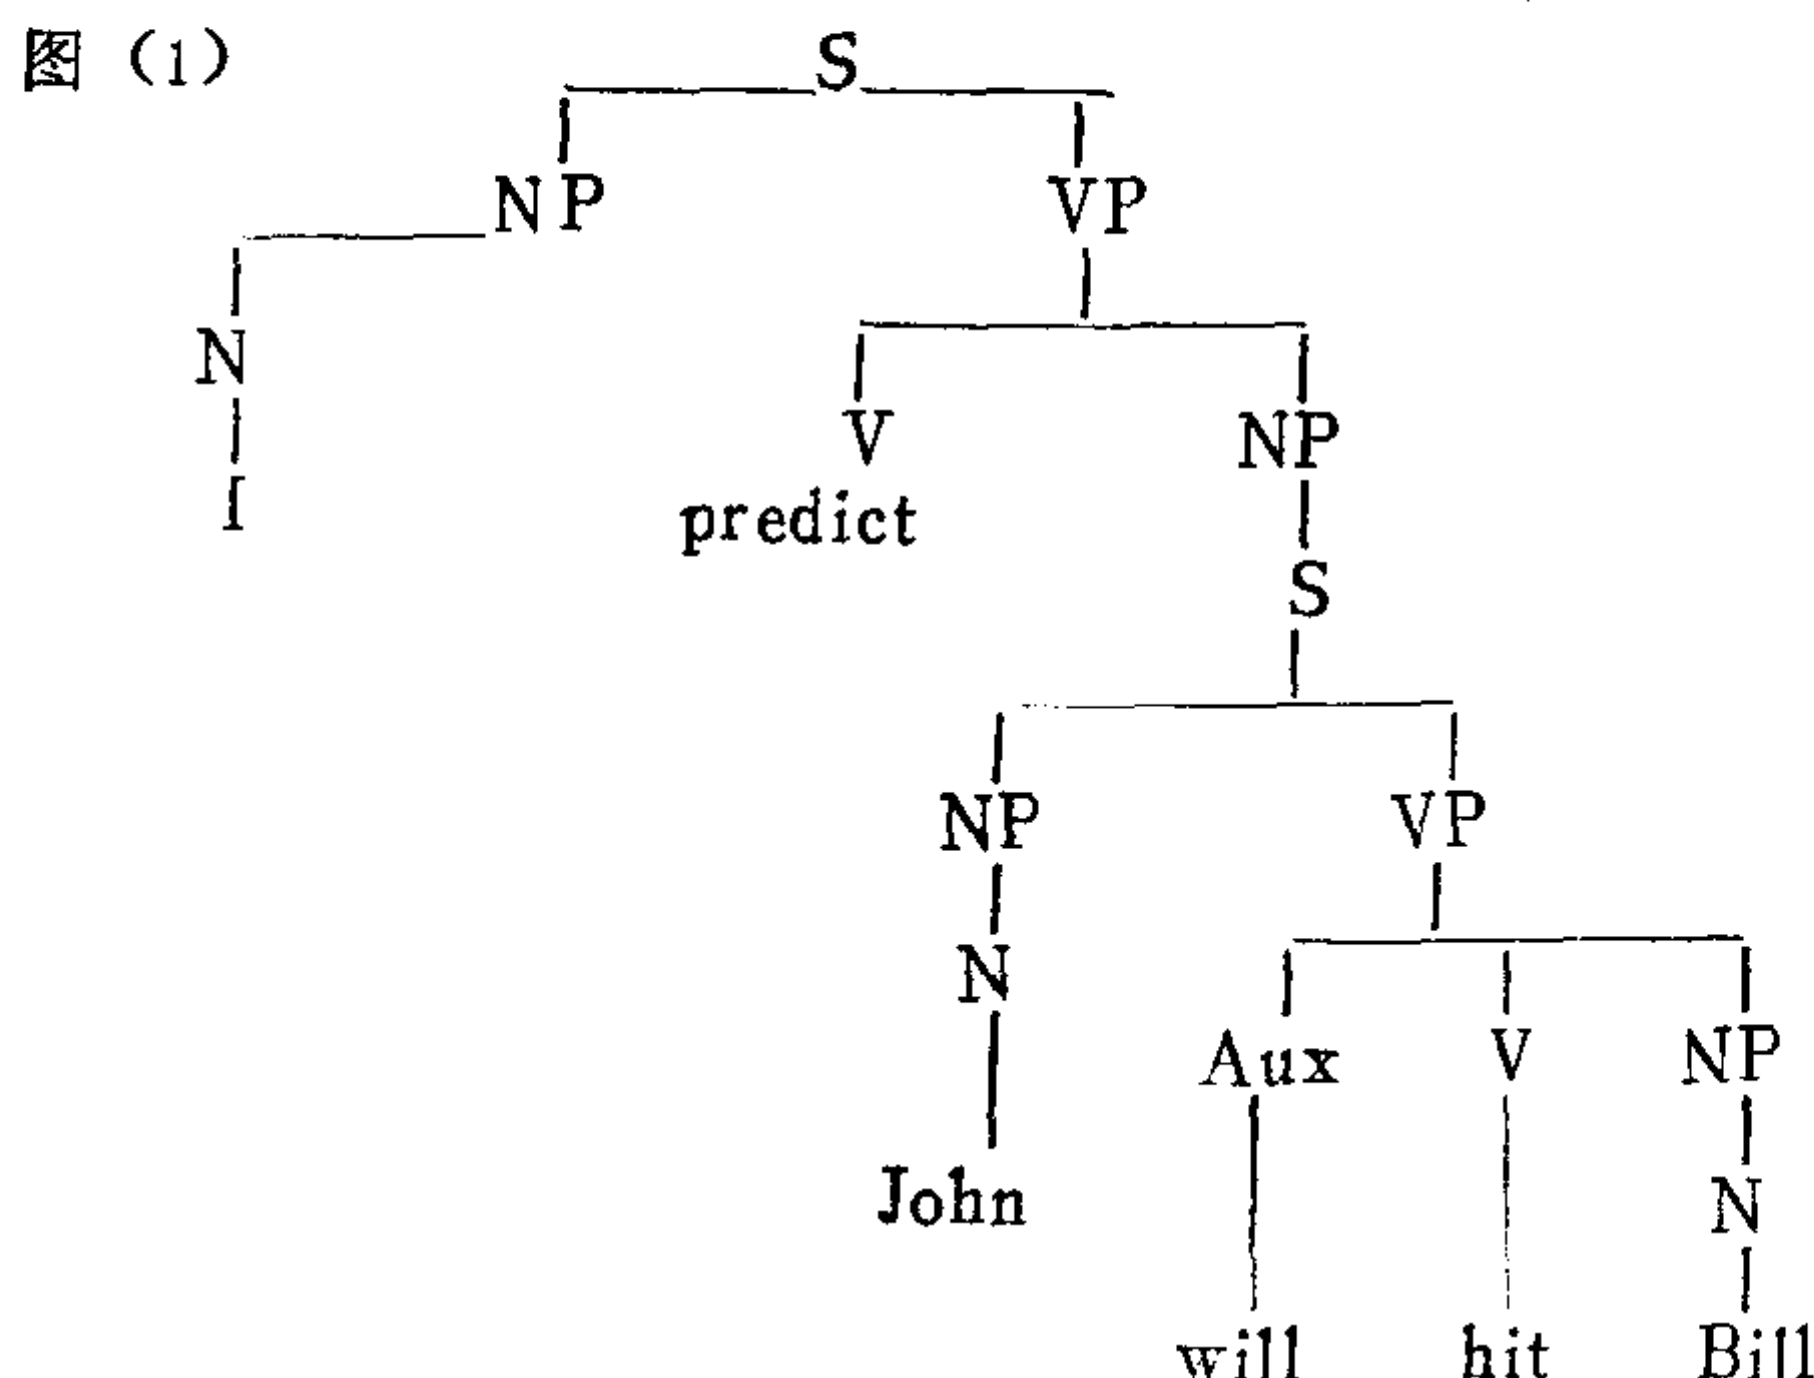 图（1）
S
NP VP
N
V NP
I
predict
S
NP VP
N
Aux V NP
John
N
will hit Bill